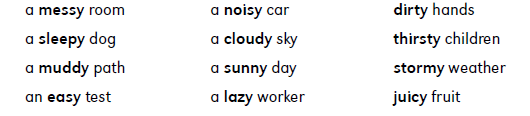 a messy room
a sleepy dog
a muddy path
an easy test
a noisy car
a cloudy sky
a sunny day
a lazy worker
dirty hands
thirsty children
stormy weather
juicy fruit